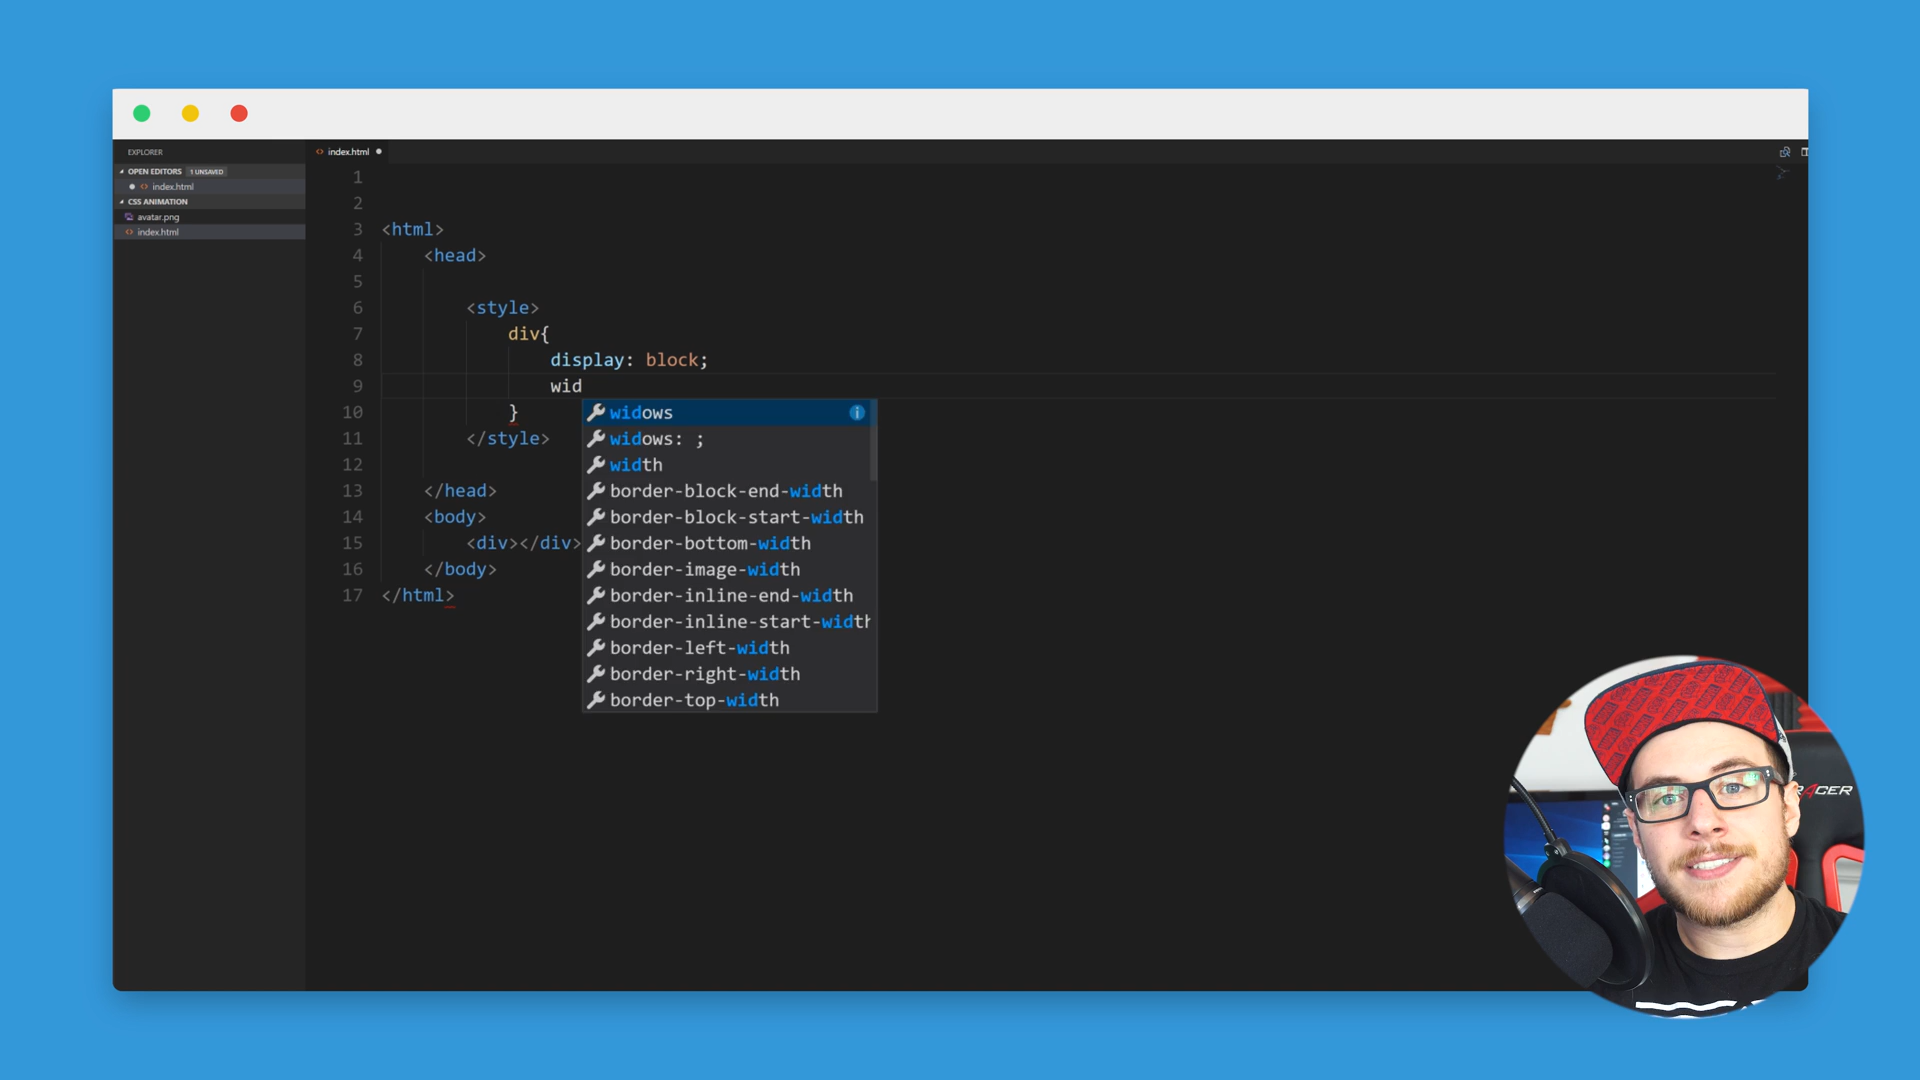 EXPLORER
OPEN EDITORS 1 UNSAVED
index.html
CSS ANIMATION
avatar.png
index.html
index.html
1
2
3 <html>
4 <head>
5
6 <style>
7 div{
8 display: block;
9 wid
10 }
11 </style>
12
13 </head>
14 <body>
15 <div></div>
16 </body>
17 </html>
widows
widows: ;
width
border-block-end-width
border-block-start-width
border-bottom-width
border-image-width
border-inline-end-width
border-inline-start-width
border-left-width
border-right-width
border-top-width
RACER